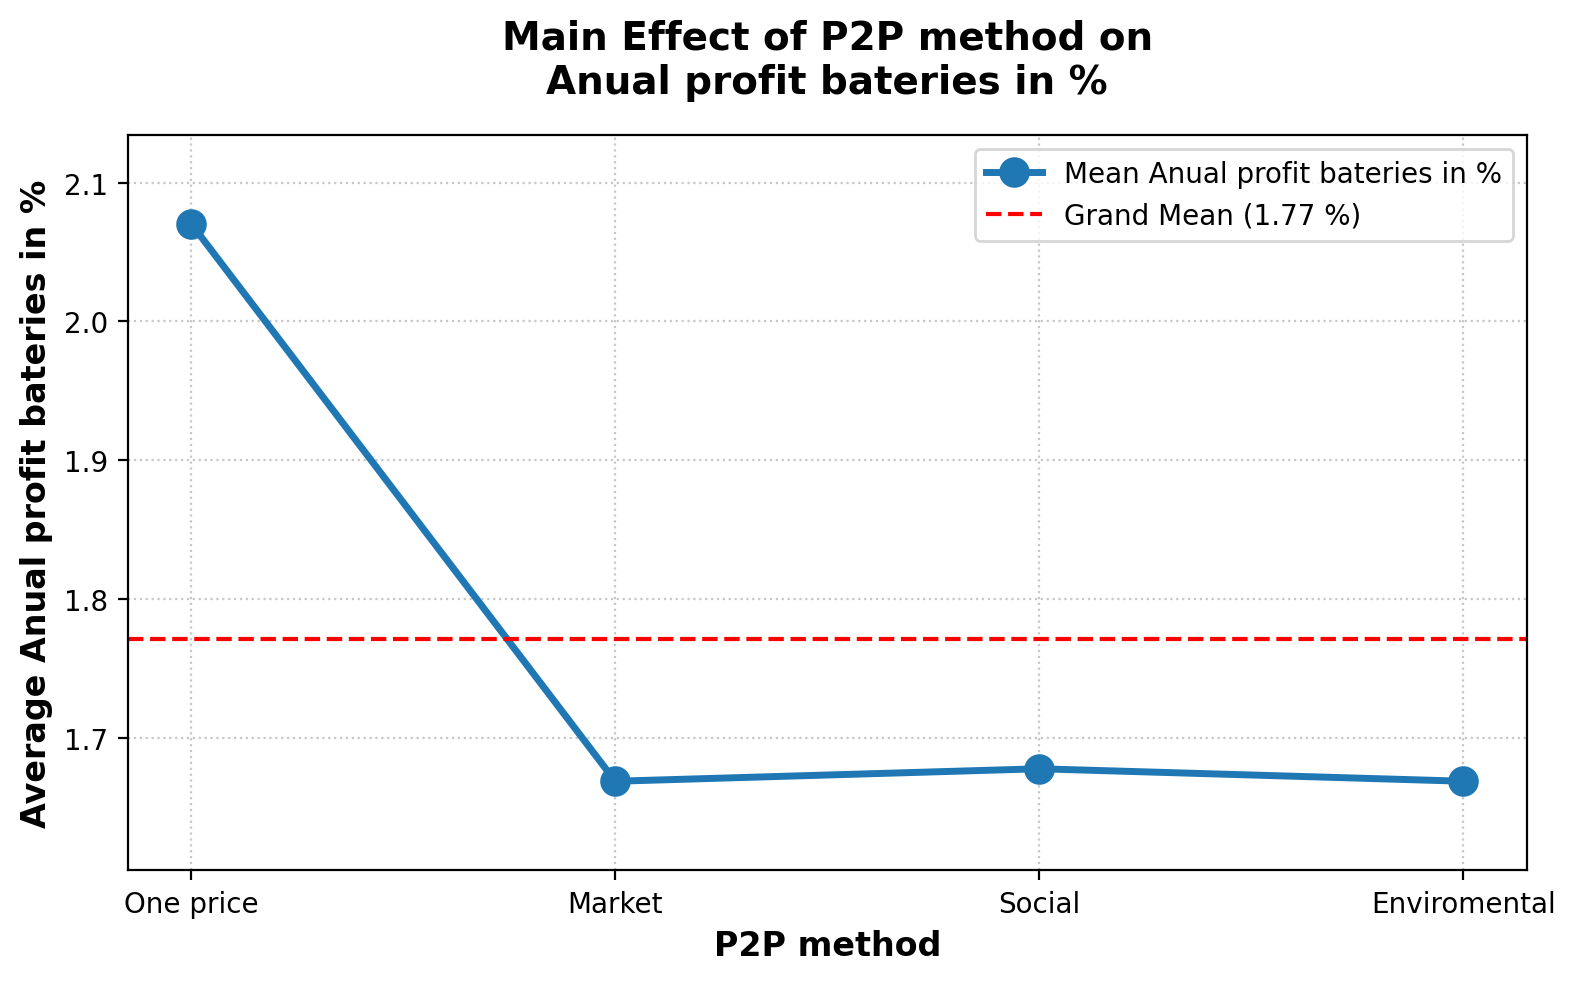 Main Effect of P2P method on
Anual profit bateries in %
Mean Anual profit bateries in %
Grand Mean (1.77 %)
Average Anual profit bateries in %
2.1
2.0
1.9
1.8
1.7
One price
Market
Social
Enviromental
P2P method